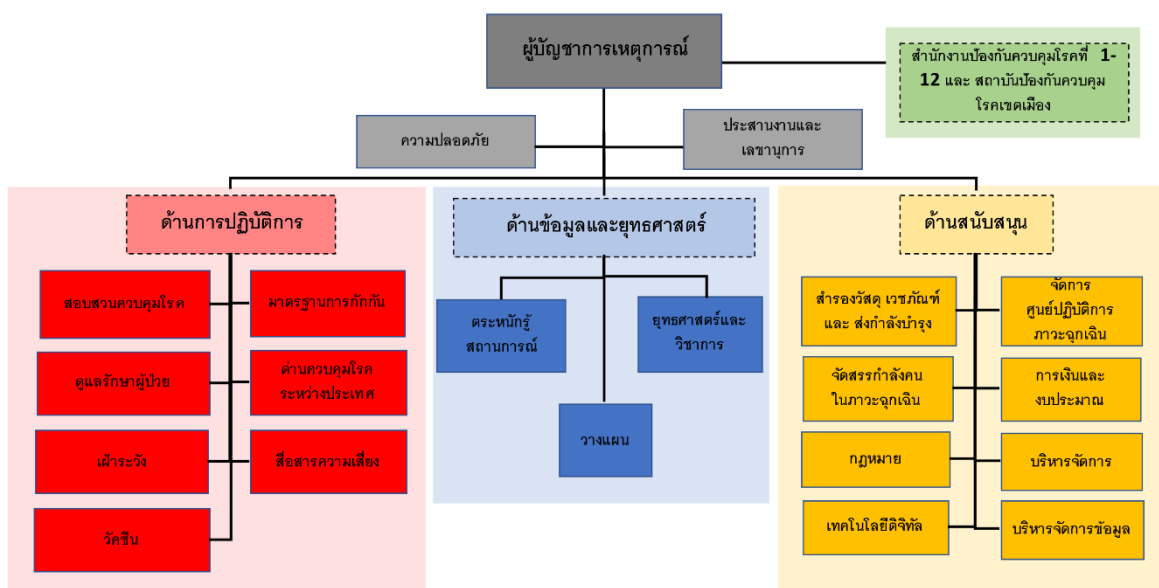 ผู้บัญชาการเหตุการณ์
สำนักงานป้องกันควบคุมโรคที่ 1-
12 และ สถาบันป้องกันควบคุม
โรคเขตเมือง
ความปลอดภัย
ประสานงานและ
เลขานุการ
ด้านการปฏิบัติการ
สอบสวนควบคุมโรค
มาตรฐานการกักกัน
ดูแลรักษาผู้ป่วย
ด่านควบคุมโรค
ระหว่างประเทศ
เฝ้าระวัง
สื่อสารความเสี่ยง
วัคซีน
ด้านข้อมูลและยุทธศาสตร์
ตระหนักรู้
สถานการณ์
ยุทธศาสตร์และ
วิชาการ
วางแผน
ด้านสนับสนุน
สำรองวัสดุ เวชภัณฑ์
และ ส่งกำลังบำรุง
จัดการ
ศูนย์ปฏิบัติการ
ภาวะฉุกเฉิน
จัดสรรกำลังคน
ในภาวะฉุกเฉิน
การเงินและ
งบประมาณ
กฎหมาย
บริหารจัดการ
เทคโนโลยีดิจิทัล
บริหารจัดการข้อมูล